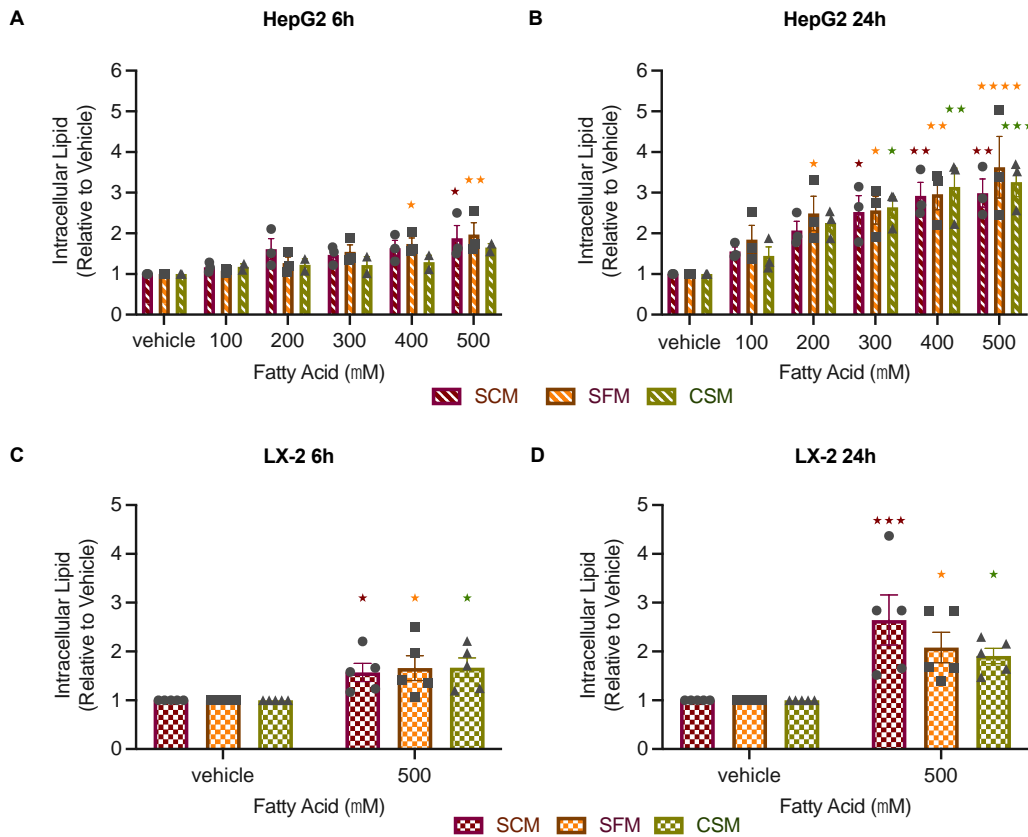 A
HepG2 6h
Intracellular Lipid
(Relative to Vehicle)
6
5
4
3
2
1
0
★
★
★★
vehicle 100 200 300 400 500
Fatty Acid (mM)
B
HepG2 24h
Intracellular Lipid
(Relative to Vehicle)
6
5
4
3
2
1
0
★
★ ★ ★
★★ ★★ ★★
★★ ★★★★ ★★★
vehicle 100 200 300 400 500
Fatty Acid (mM)
SCM SFM CSM
C
LX-2 6h
Intracellular Lipid
(Relative to Vehicle)
5
4
3
2
1
0
★ ★ ★
vehicle 500
Fatty Acid (mM)
D
LX-2 24h
Intracellular Lipid
(Relative to Vehicle)
5
4
3
2
1
0
★★★ ★ ★
vehicle 500
Fatty Acid (mM)
SCM SFM CSM